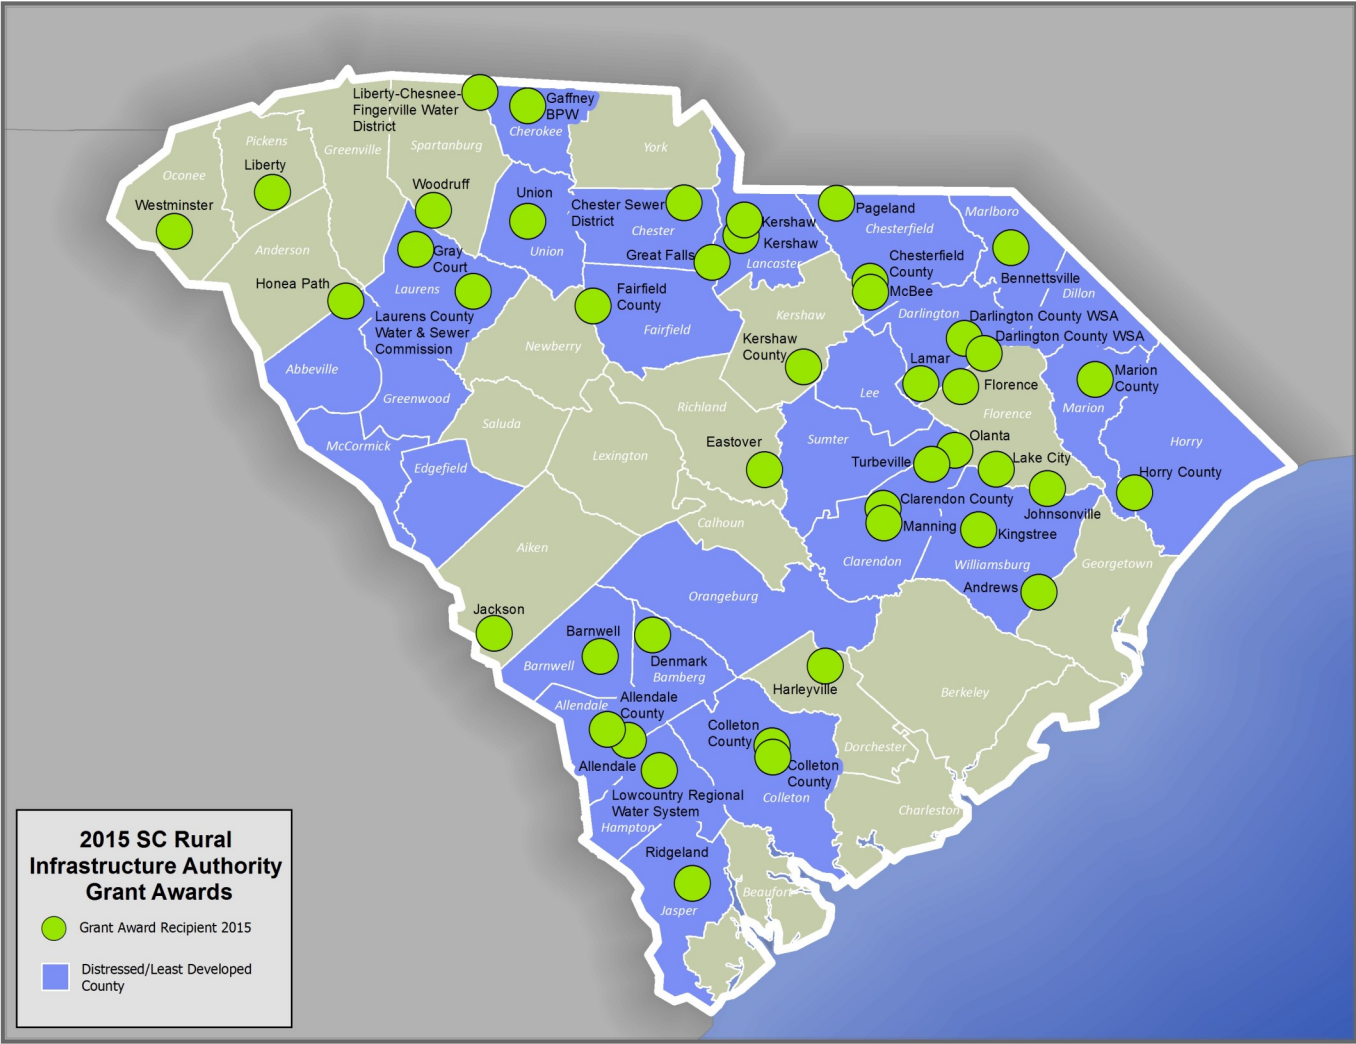 Liberty-Chesnee-
Fingerville Water
District
Gaffney
BPW
Cherokee
Pickens
Greenville
Spartanburg
York
Oconee
Liberty
Woodruff
Union
Chester Sewer
District
Chester
Pageland
Chesterfield
Marlboro
Westminster
Anderson
Gray
Court
Union
Great Falls
Kershaw
Kershaw
Lancaster
Chesterfield
County
McBee
Bennettsville
Dillon
Honea Path
Laurens
Laurens County
Water & Sewer
Commission
Fairfield
County
Fairfield
Kershaw
Darlington
Darlington County WSA
Darlington County WSA
Newberry
Kershaw
County
Lamar
Florence
Florence
Marion
County
Marion
Abbeville
Greenwood
Lee
Saluda
Richland
McCormick
Edgefield
Lexington
Eastover
Sumter
Turbeville
Olanta
Lake City
Horry
Horry County
Johnsonville
Calhoun
Clarendon County
Manning
Kingstree
Aiken
Clarendon
Williamsburg
Georgetown
Andrews
Orangeburg
Jackson
Barnwell
Barnwell
Denmark
Bamberg
Harleyville
Berkeley
Allendale
Allendale
County
Allendale
Colleton
County
Colleton
County
Colleton
Dorchester
Lowcountry Regional
Water System
Hampton
Charleston
Ridgeland
Jasper
Beaufort
2015 SC Rural
Infrastructure Authority
Grant Awards
Grant Award Recipient 2015
Distressed/Least Developed
County